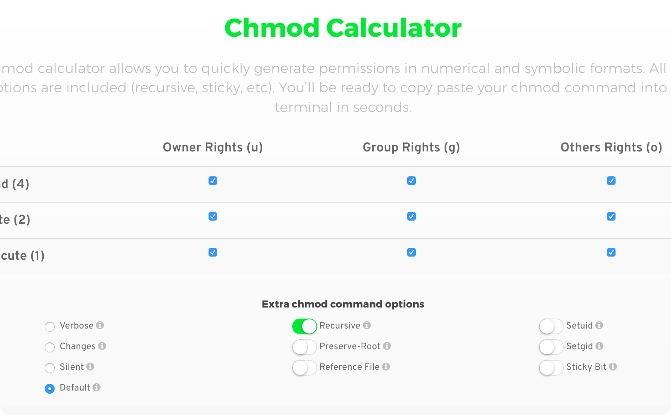 Chmod Calculator
mod calculator allows you to quickly generate permissions in numerical and symbolic formats. All
ptions are included (recursive, sticky, etc). You'll be ready to copy paste your chmod command into
terminal in seconds.
Owner Rights (u) Group Rights (g) Others Rights (o)
d (4)
te (2)
cute (1)
Extra chmod command options
Verbose Recursive Setuid
Changes Preserve-Root Setgid
Silent Reference File Sticky Bit
Default